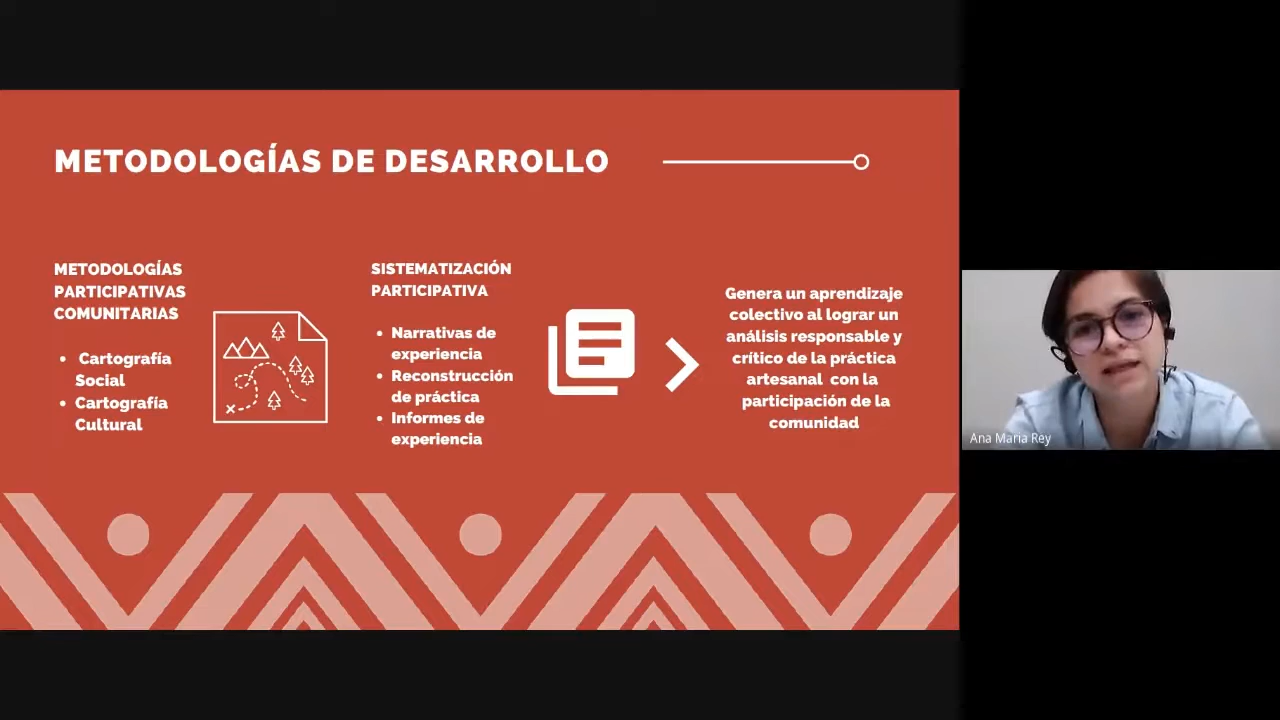 METODOLOGÍAS DE DESARROLLO
METODOLOGÍAS
PARTICIPATIVAS
COMUNITARIAS
• Cartografía
Social
• Cartografía
Cultural
SISTEMATIZACIÓN
PARTICIPATIVA
• Narrativas de
experiencia
• Reconstrucción
de práctica
• Informes de
experiencia
Genera un aprendizaje
colectivo al lograr un
análisis responsable y
crítico de la práctica
artesanal con la
participación de la
comunidad
Ana Maria Rey